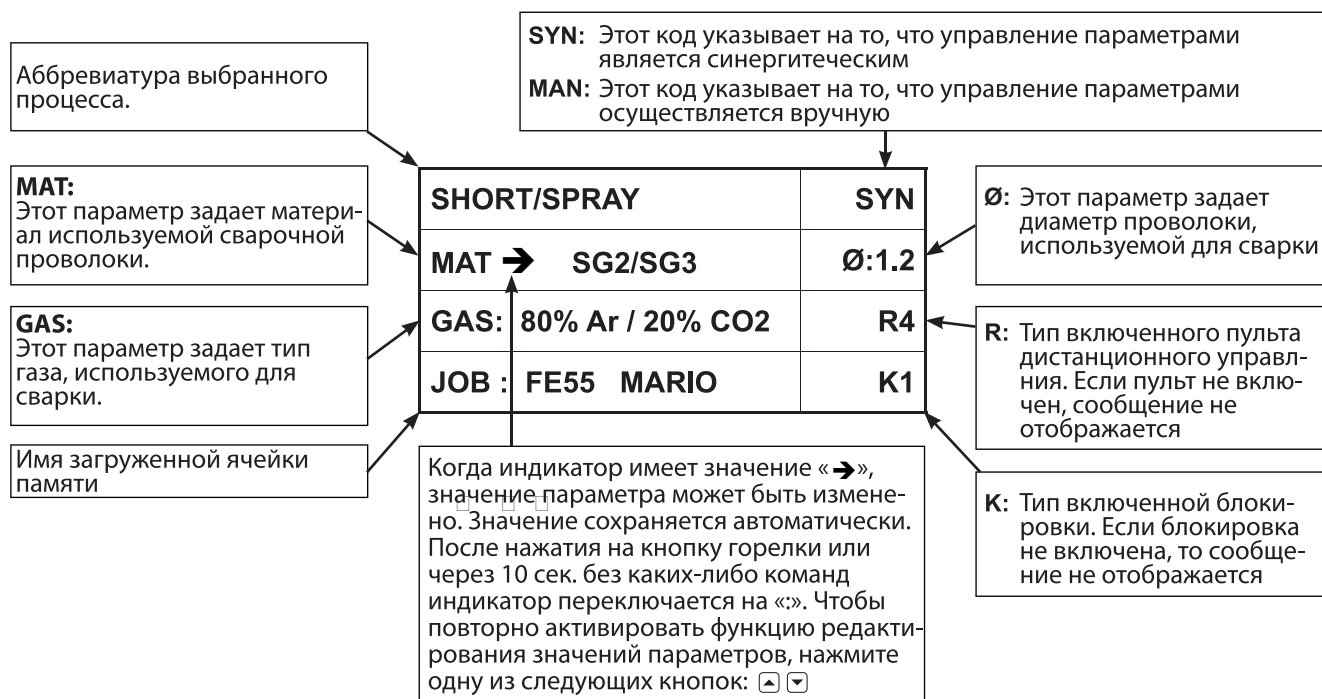 Аббревиатура выбранного
процесса.
SYN: Этот код указывает на то, что управление параметрами
является синергитеческим
MAN: Этот код указывает на то, что управление параметрами
осуществляется вручную
MAT:
Этот параметр задает матери-
ал используемой сварочной
проволоки.
GAS:
Этот параметр задает тип
газа, используемого для
сварки.
Имя загруженной ячейки
памяти
SHORT/SPRAY SYN
MAT ➔ SG2/SG3 Ø:1.2
GAS: 80% Ar / 20% CO2 R4
JOB : FE55 MARIO K1
Ø: Этот параметр задает
диаметр проволоки,
используемой для сварки
R: Тип включенного пульта
дистанционного управл-
ния. Если пульт не вклю-
чен, сообщение не
отображается
K: Тип включенной блоки-
ровки. Если блокировка
не включена, то сообще-
ние не отображается
Когда индикатор имеет значение «➔»,
значение параметра может быть измене-
но. Значение сохраняется автоматически.
После нажатия на кнопку горелки или
через 10 сек. без каких-либо команд
индикатор переключается на «:». Чтобы
повторно активировать функцию редакти-
рования значений параметров, нажмите
одну из следующих кнопок: